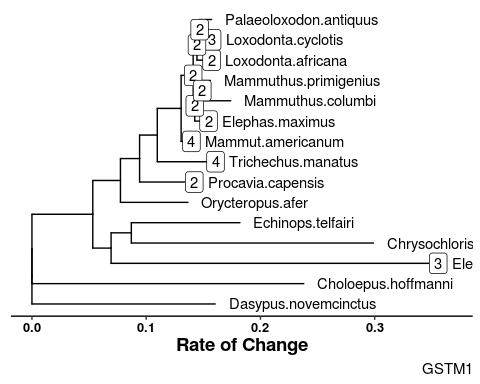 Palaeoloxodon.antiquus
2
3 Loxodonta.cyclotis
2
2 Loxodonta.africana
2 Mammuthus.primigenius
2
Mammuthus.columbi
2
2 Elephas.maximus
4 Mammut.americanum
4 Trichechus.manatus
2 Procavia.capensis
Orycteropus.afer
Echinops.telfairi
Chrysochloris
3 Ele
Choloepus.hoffmanni
Dasypus.novemcinctus
0.0 0.1 0.2 0.3
Rate of Change
GSTM1